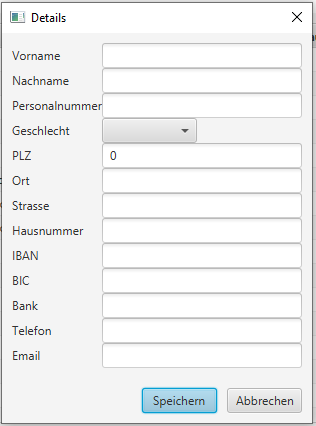 Details
Vorname
Nachname
Personalnummer
Geschlecht
PLZ 0
Ort
Strasse
Hausnummer
IBAN
BIC
Bank
Telefon
Email
Speichern Abbrechen